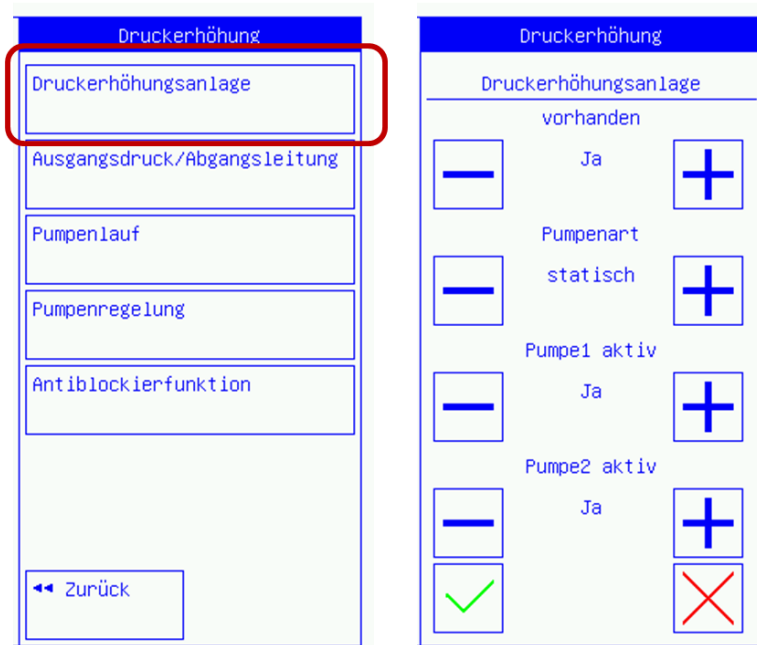 Druckerhöhung
Druckerhöhungsanlage
Ausgangsdruck/Abgangsleitung
Pumpenlauf
Pumpenregelung
Antiblockierfunktion
Zurück
Druckerhöhung
Druckerhöhungsanlage
vorhanden
Ja
Pumpenart
statisch
Pumpe1 aktiv
Ja
Pumpe2 aktiv
Ja